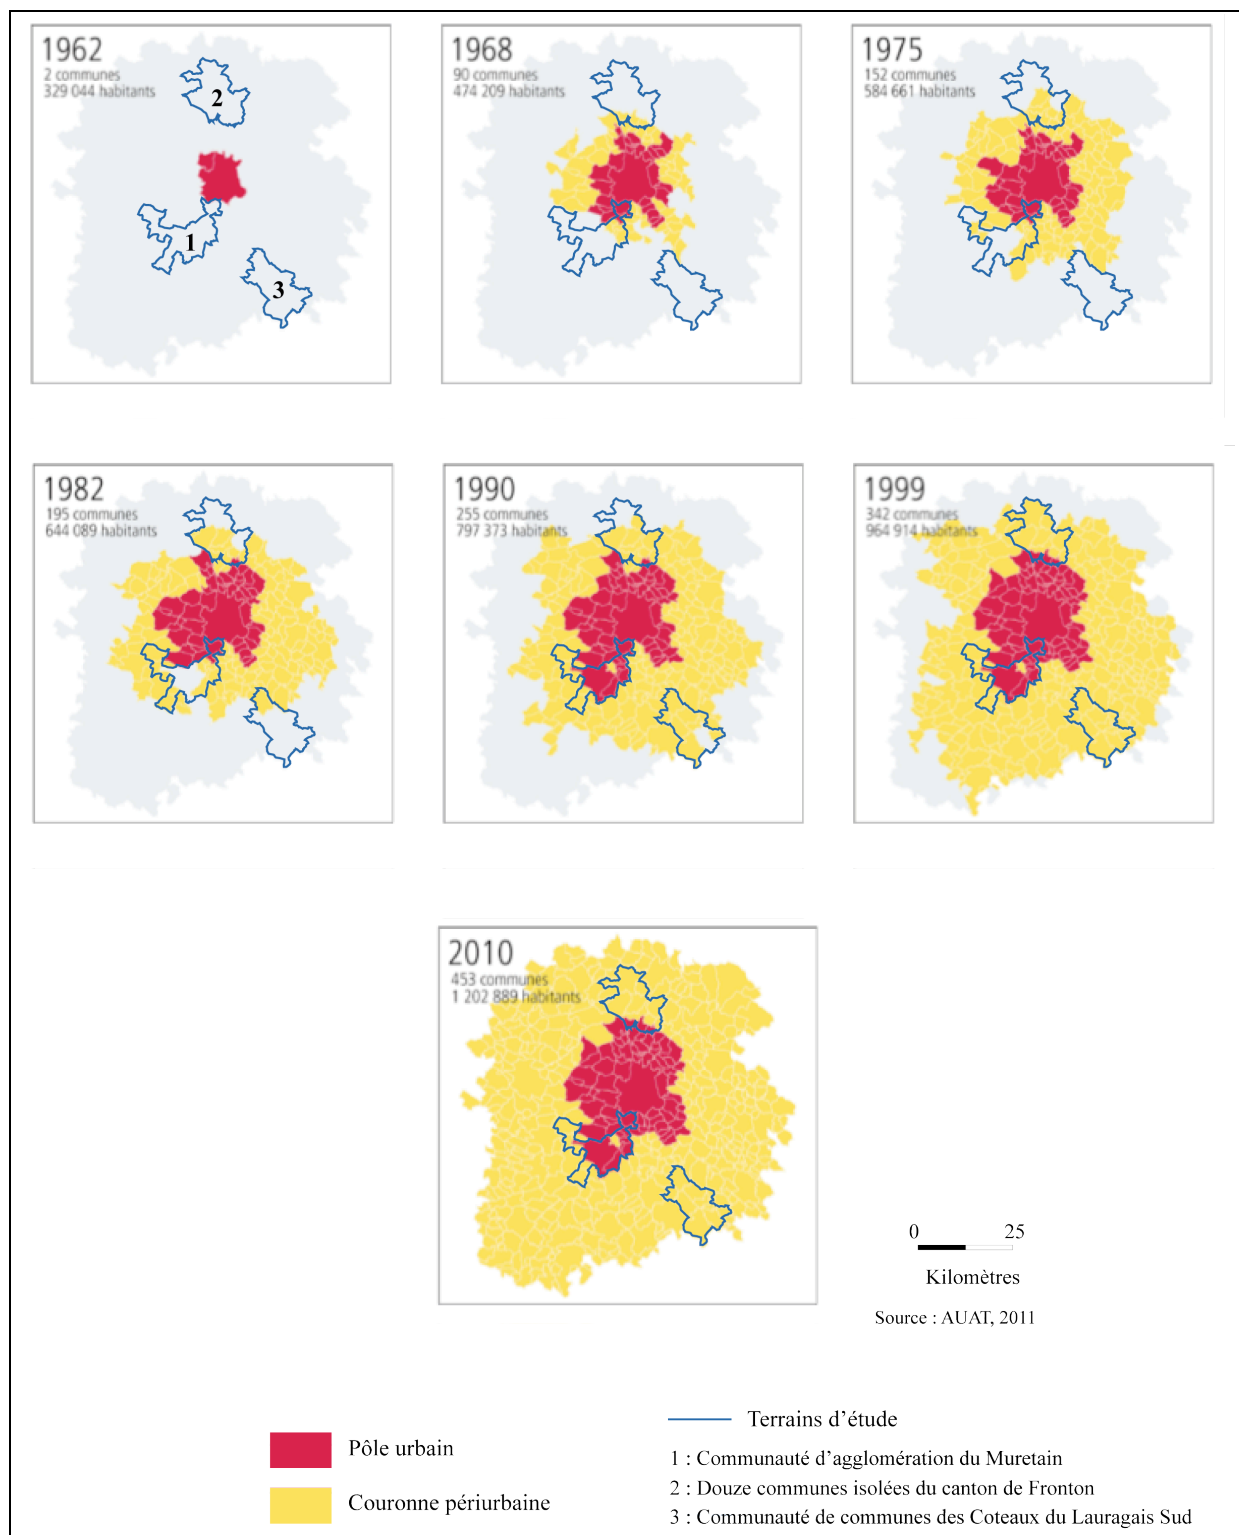 1962
2 communes
329 044 habitants
2
1
3
1968
90 communes
474 209 habitants
1975
152 communes
584 661 habitants
1982
195 communes
644 089 habitants
1990
255 communes
797 373 habitants
1999
342 communes
964 914 habitants
2010
453 communes
1 202 889 habitants
0 25
Kilomètres
Source : AUAT, 2011
Pôle urbain
Couronne périurbaine
Terrains d’étude
1 : Communauté d’agglomération du Muretain
2 : Douze communes isolées du canton de Fronton
3 : Communauté de communes des Coteaux du Lauragais Sud